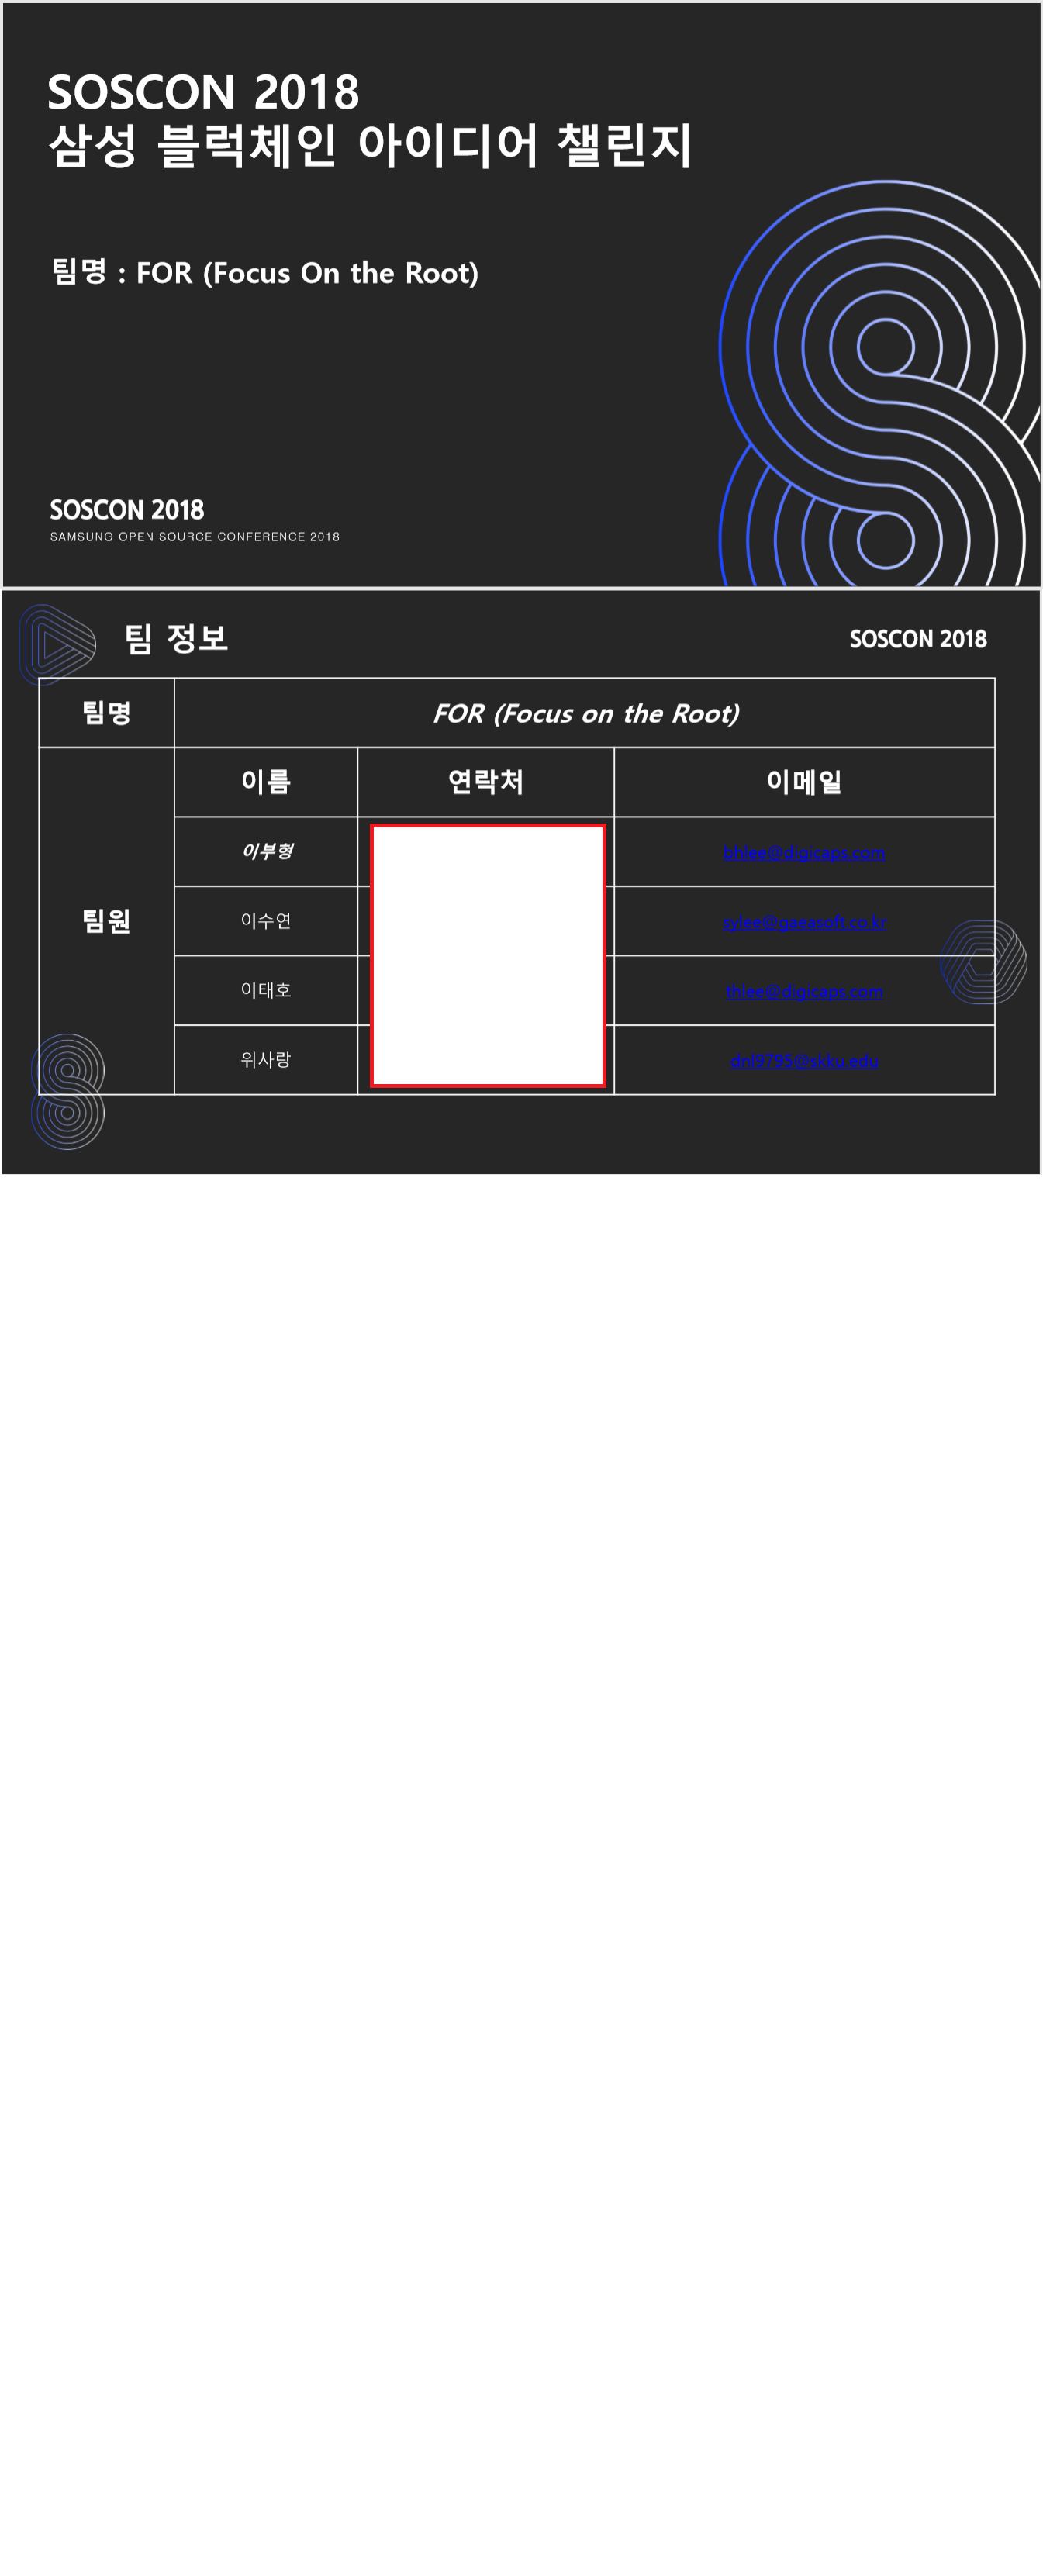 SOSCON 2018
삼성 블럭체인 아이디어 챌린지
팀명 : FOR (Focus On the Root)
SOSCON 2018
SAMSUNG OPEN SOURCE CONFERENCE 2018
팀 정보
SOSCON 2018
팀명
FOR (Focus on the Root)
팀원
이름
연락처
이메일
이부형
bhlee@digicaps.com
이수연
sylee@gaeasoft.co.kr
이태호
thlee@digicaps.com
위사랑
dnl9795@skku.edu